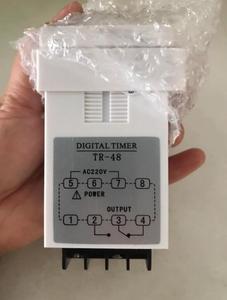 DIGITAL TIMER
TR-48
AC220V
5 6 7 8
POWER
OUTPUT
1 2 3 4